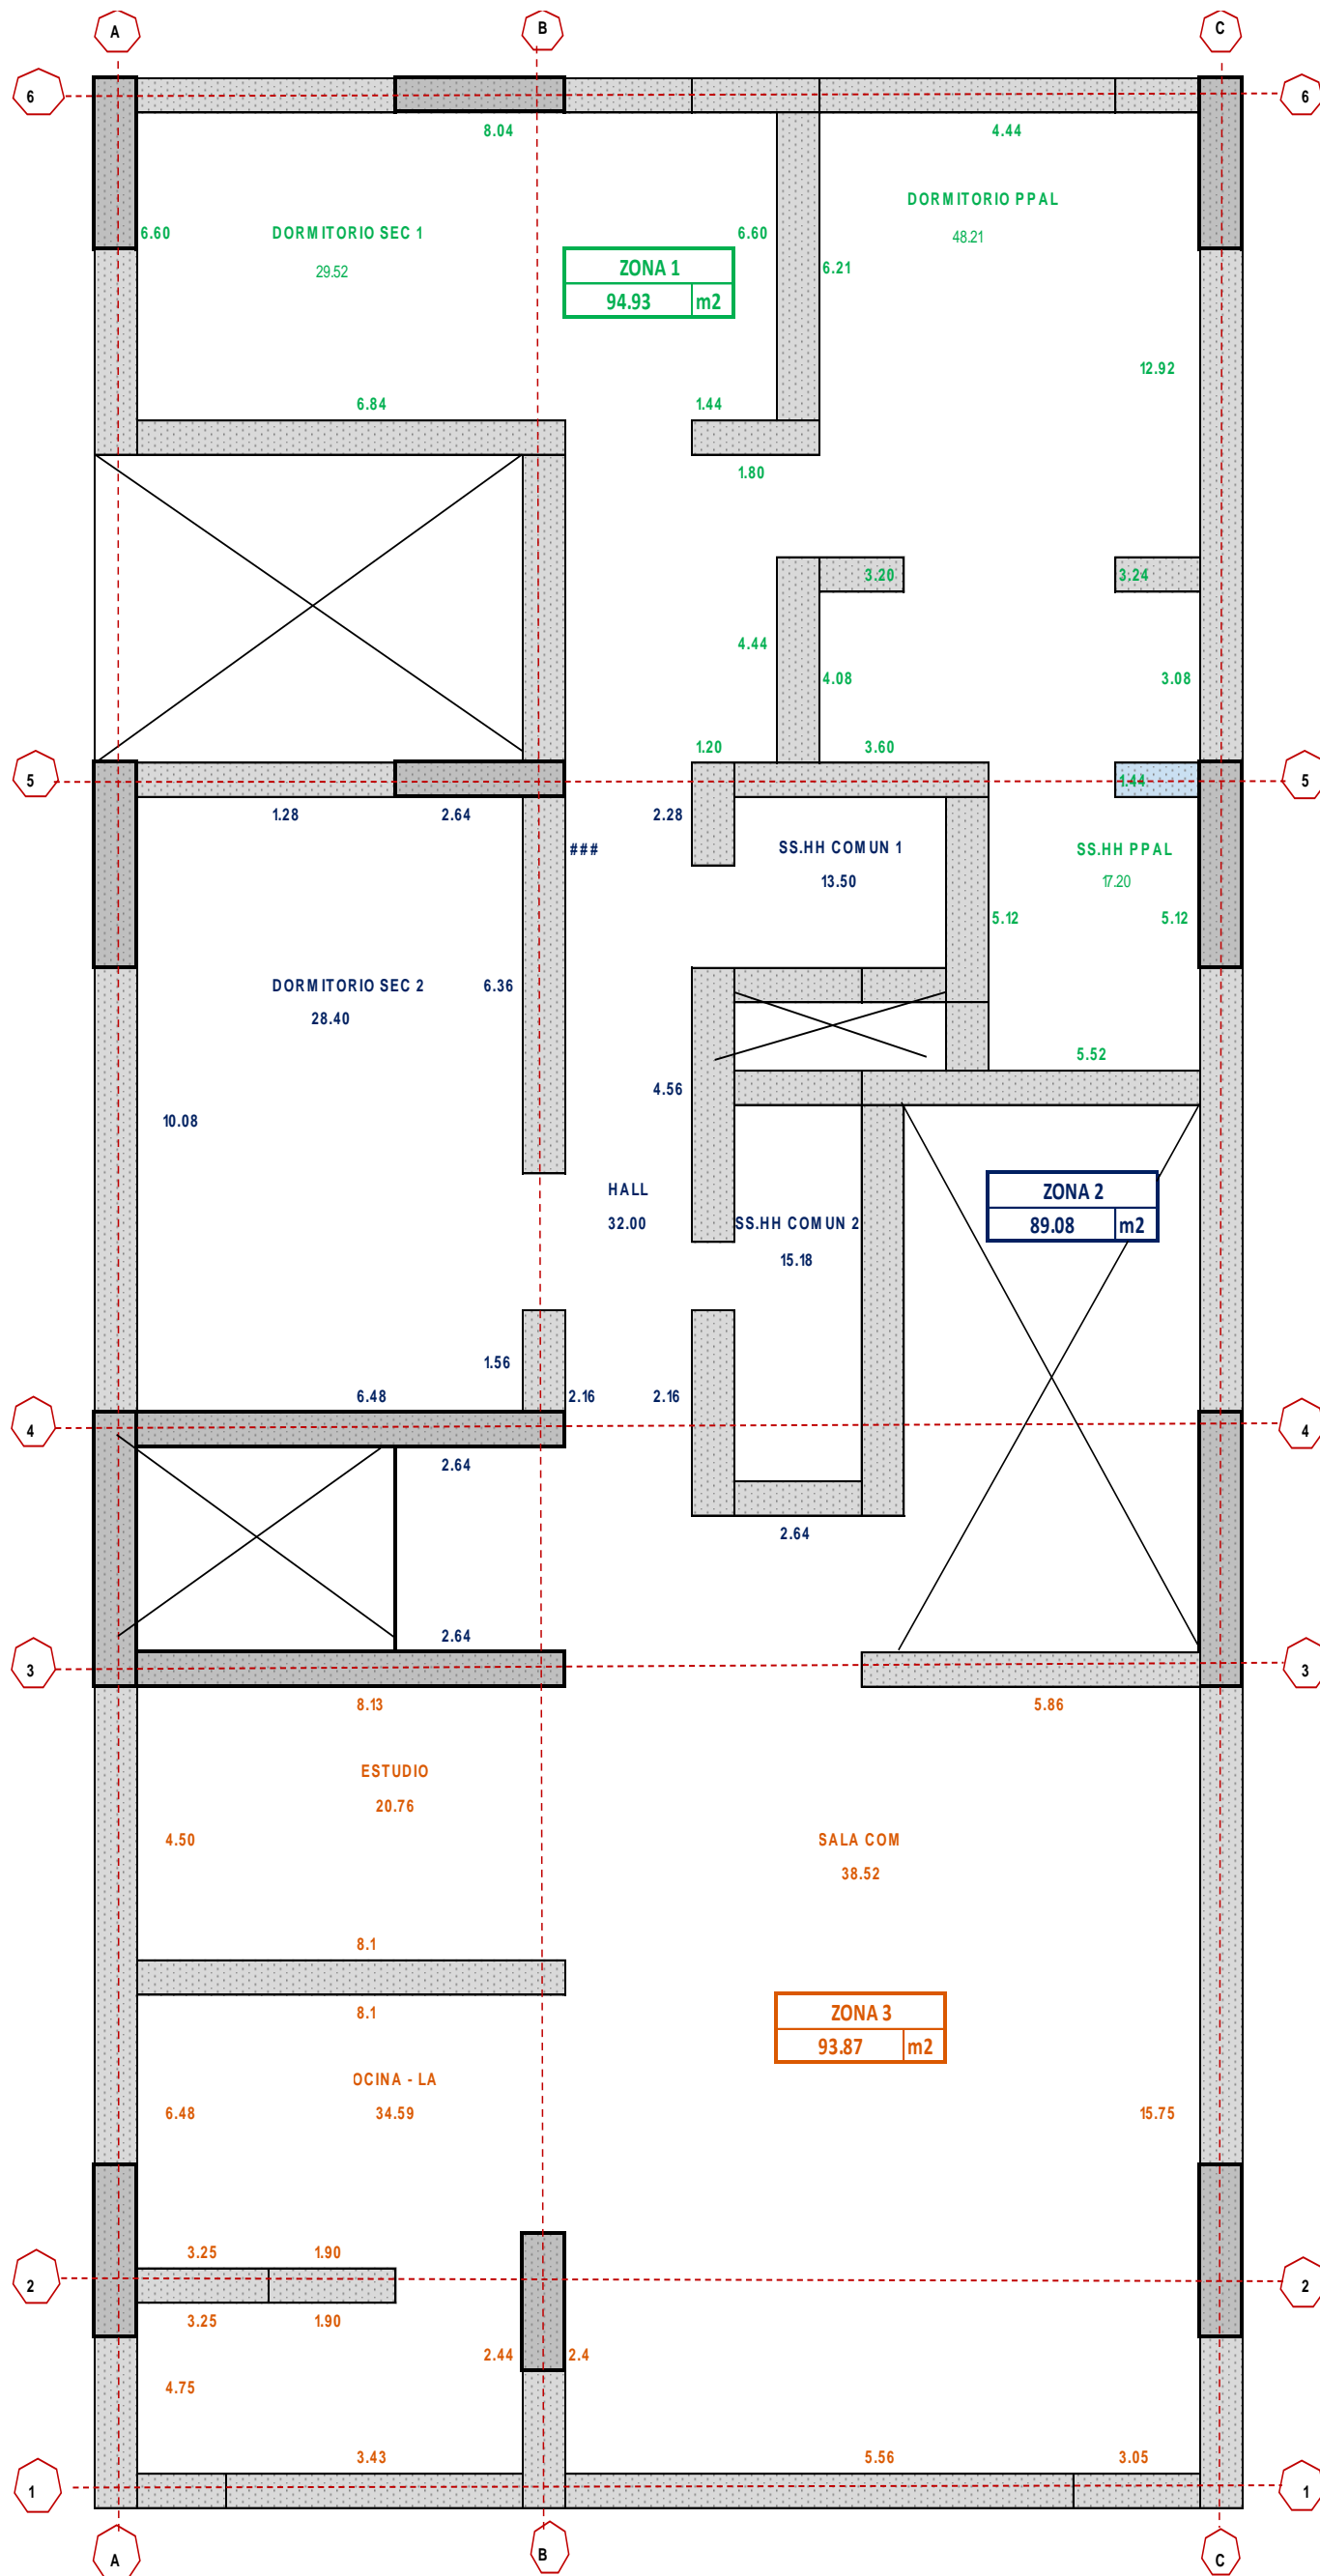 A B C
6 6
8.04 4.44
DORMITORIO PPAL
6.60 DORMITORIO SEC 1 6.60 48.21
29.52 ZONA 1 6.21
94.93 m2
12.92
6.84 1.44
1.80
3.20 3.24
4.44
4.08 3.08
1.20 3.60
5 1.44 5
1.28 2.64 2.28
### SS.HH COMUN 1 SS.HH PPAL
13.50 17.20
5.12 5.12
DORMITORIO SEC 2 6.36
28.40
5.52
4.56
10.08
HALL ZONA 2
32.00 SS.HH COMUN 2 89.08 m2
15.18
1.56
6.48 2.16 2.16
4 4
2.64
2.64
2.64
3 3
8.13 5.86
ESTUDIO
20.76
4.50 SALA COM
38.52
8.1
8.1 ZONA 3
93.87 m2
OCINA - LA
6.48 34.59 15.75
3.25 1.90
2 2
3.25 1.90
2.44 2.4
4.75
3.43 5.56 3.05
1 1
A B C